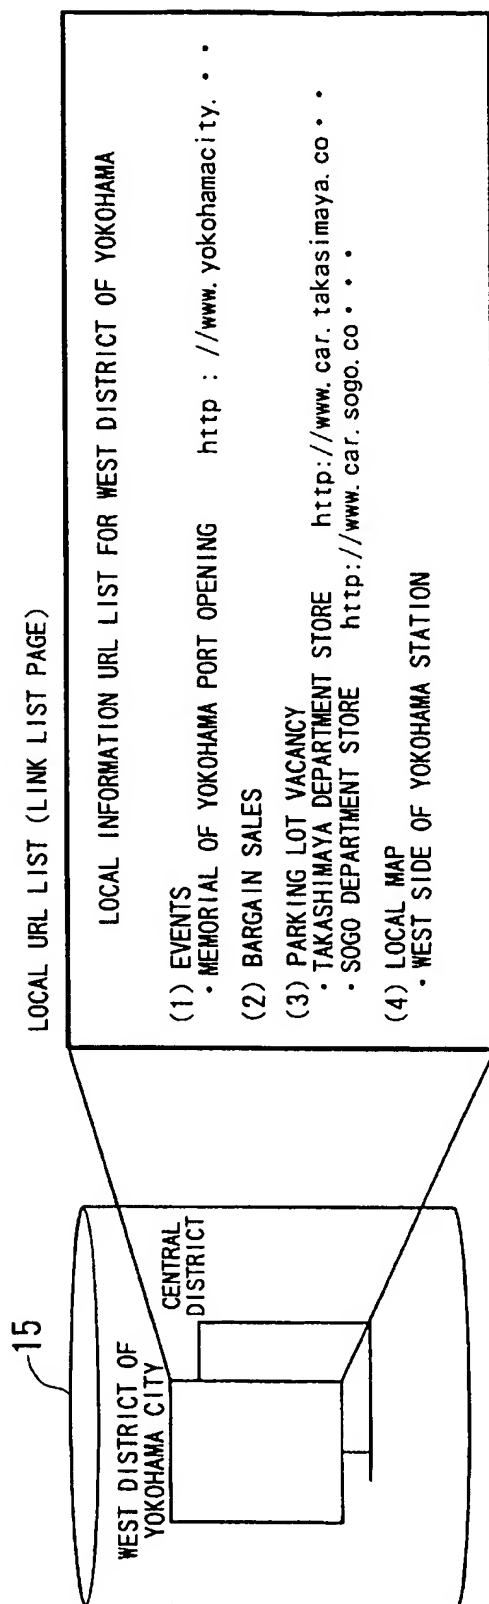 15
WEST DISTRICT OF
YOKOHAMA CITY
CENTRAL
DISTRICT
LOCAL URL LIST (LINK LIST PAGE)
LOCAL INFORMATION URL LIST FOR WEST DISTRICT OF YOKOHAMA
(1) EVENTS
・MEMORIAL OF YOKOHAMA PORT OPENING http : //www. yokohamacity. ・・
(2) BARGAIN SALES
(3) PARKING LOT VACANCY
・TAKASHIMAYA DEPARTMENT STORE http://www. car. takasimaya. co・・
・SOGO DEPARTMENT STORE http://www. car. sogo. co・・・
(4) LOCAL MAP
・WEST SIDE OF YOKOHAMA STATION